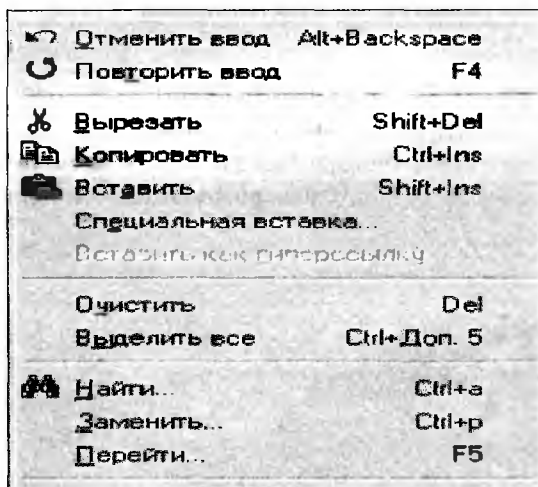 Отменить ввод Alt+Backspace
Повторить ввод F4
Вырезать Shift+Del
Копировать Ctrl+Ins
Вставить Shift+Ins
Специальная вставка...
Вставить как гиперссылку
Очистить Del
Выделить все Ctrl+Доп. 5
Найти... Ctrl+a
Заменить... Ctrl+p
Перейти... F5